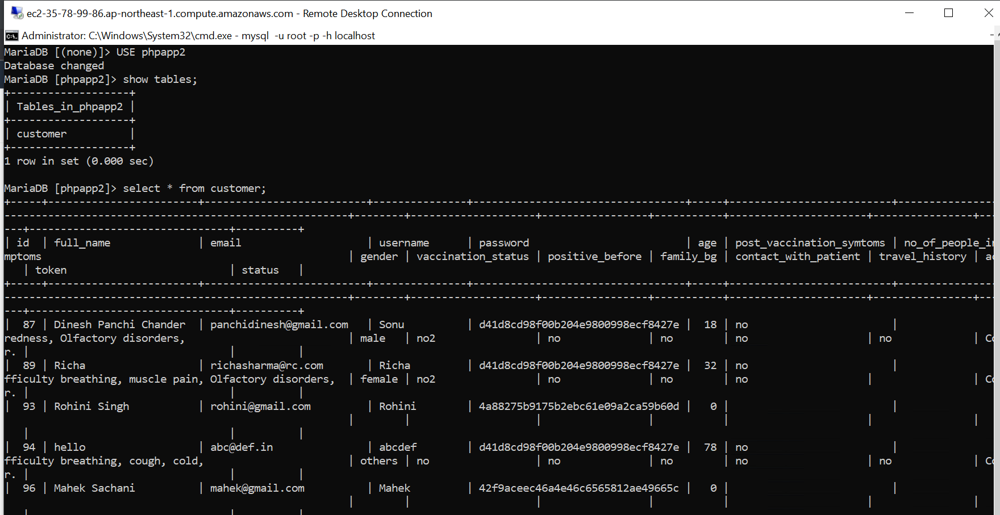 ec2-35-78-99-86.ap-northeast-1.compute.amazonaws.com - Remote Desktop Connection
Administrator: C:\Windows\System32\cmd.exe - mysql  -u root -p -h localhost
MariaDB [(none)]> USE phpapp2
Database changed
MariaDB [phpapp2]> show tables;
+-------------------+
| Tables_in_phpapp2 |
+-------------------+
| customer          |
+-------------------+
1 row in set (0.000 sec)
MariaDB [phpapp2]> select * from customer;
| id  | full_name              | email                    | username      | password                         | age | post_vaccination_symtoms | no_of_people_in
mptoms                                                 | gender | vaccination_status | positive_before | family_bg | contact_with_patient | travel_history | ac
   | token                          | status   |
|  87 | Dinesh Panchi Chander  | panchidinesh@gmail.com   | Sonu          | d41d8cd98f00b204e9800998ecf8427e |  18 | no                       |
redness, Olfactory disorders,                          | male   | no2                | no              | no        | no                   | no             | Co
r. |                                |          |
|  89 | Richa                  | richasharma@rc.com       | Richa         | d41d8cd98f00b204e9800998ecf8427e |  32 | no                       |
fficulty breathing, muscle pain, Olfactory disorders,  | female | no2                | no              | no        | no                   |                | Co
r. |                                |          |
|  93 | Rohini Singh           | rohini@gmail.com         | Rohini        | 4a88275b9175b2ebc61e09a2ca59b60d |   0 |                          |
|  94 | hello                  | abc@def.in               | abcdef        | d41d8cd98f00b204e9800998ecf8427e |  78 | no                       |
fficulty breathing, cough, cold,                       | others | no                 | no              | no        | no                   | no             | Co
r. |                                |          |
|  96 | Mahek Sachani          | mahek@gmail.com          | Mahek         | 42f9aceec46a4e46c6565812ae49665c |   0 |                          |